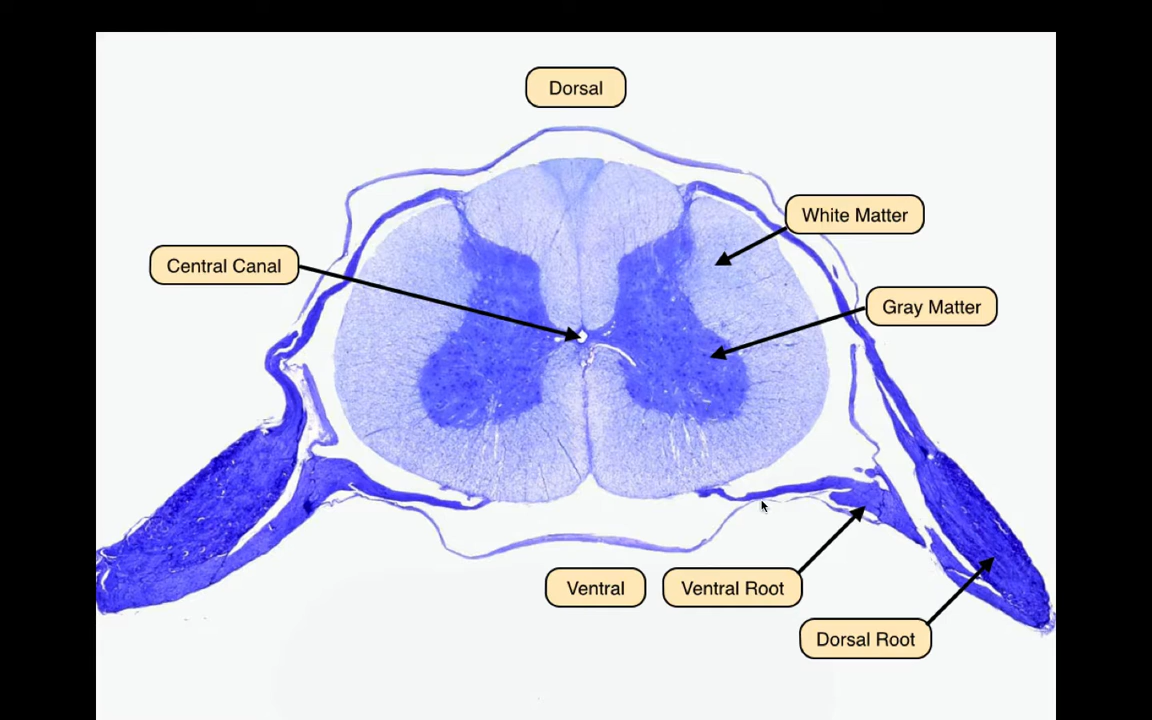 Dorsal
White Matter
Central Canal
Gray Matter
Ventral
Ventral Root
Dorsal Root